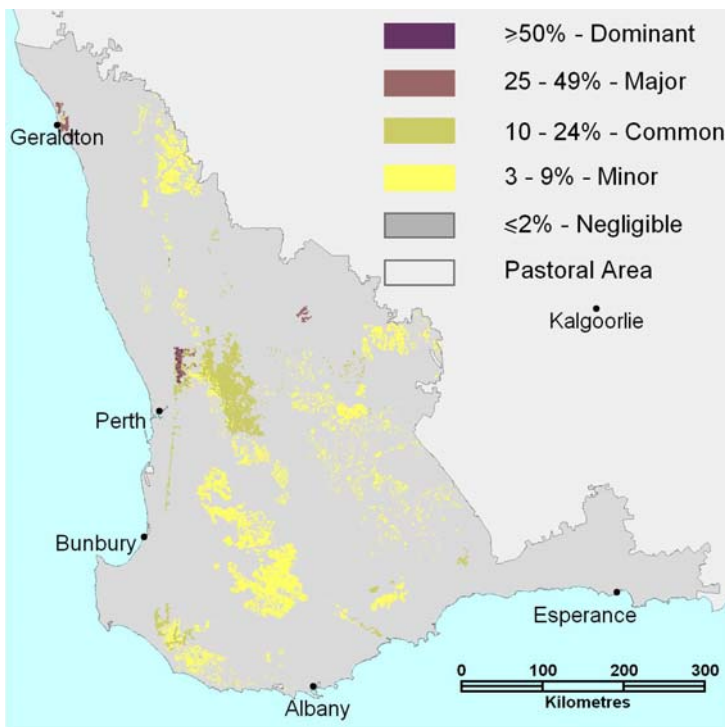 ≥50% - Dominant
25 - 49% - Major
10 - 24% - Common
3 - 9% - Minor
≤2% - Negligible
Pastoral Area
Geraldton
Kalgoorlie
Perth
Bunbury
Esperance
Albany
0 100 200 300
Kilometres